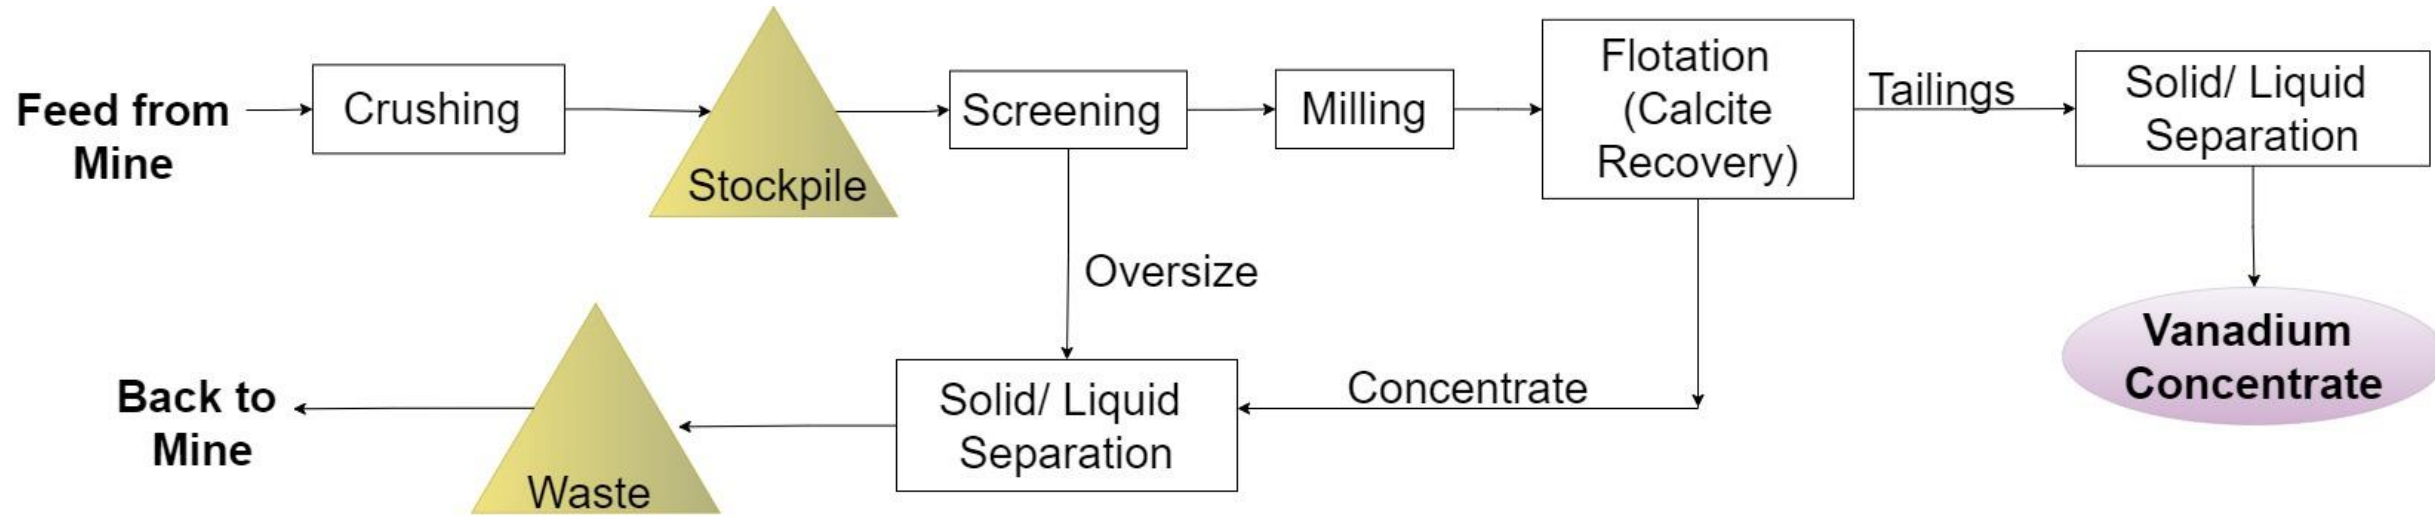 Feed from
Mine
Crushing
Stockpile
Screening
Milling
Flotation
(Calcite
Recovery)
Tailings
Solid/ Liquid
Separation
Oversize
Vanadium
Concentrate
Concentrate
Solid/ Liquid
Separation
Waste
Back to
Mine